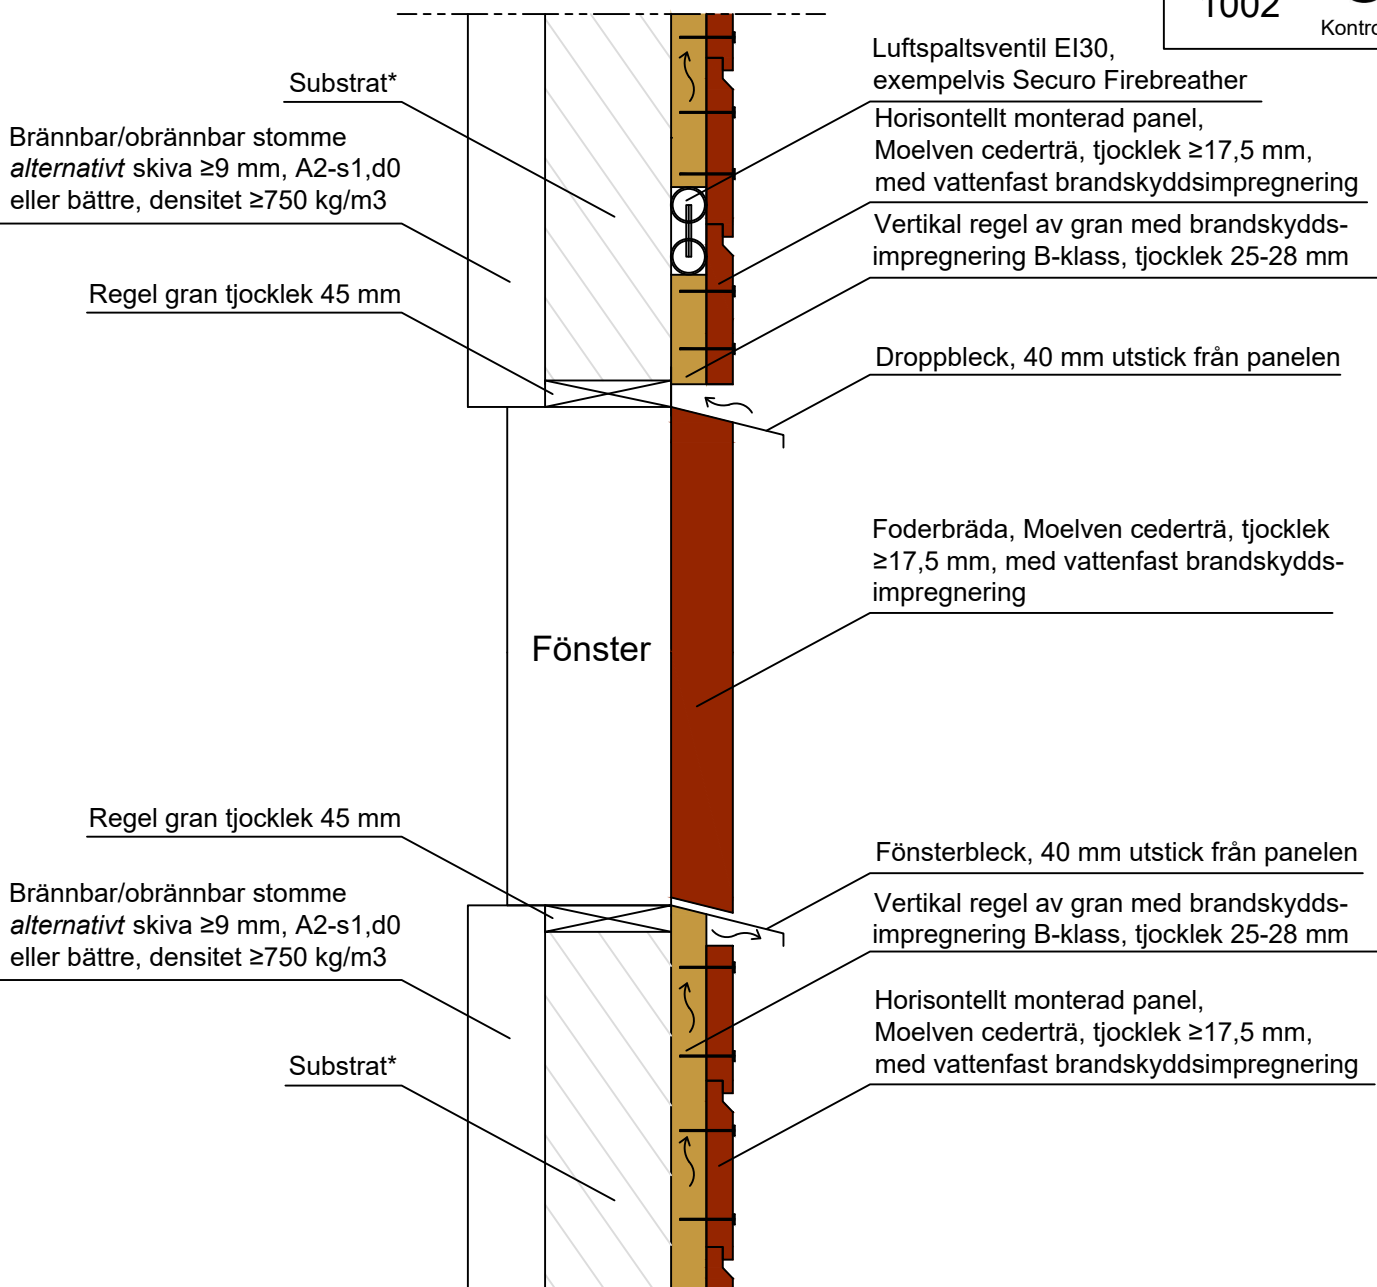 1002
Substrat*
Brännbar/obrännbar stomme
alternativt skiva ≥9 mm, A2-s1,d0
eller bättre, densitet ≥750 kg/m3
Regel gran tjocklek 45 mm
Luftspaltsventil EI30,
exempelvis Securo Firebreather
Horisontellt monterad panel,
Moelven cederträ, tjocklek ≥17,5 mm,
med vattenfast brandskyddsimpregnering
Vertikal regel av gran med brandskydds-
impregnering B-klass, tjocklek 25-28 mm
Droppbleck, 40 mm utstick från panelen
Foderbräda, Moelven cederträ, tjocklek
≥17,5 mm, med vattenfast brandskydds-
impregnering
Fönster
Regel gran tjocklek 45 mm
Brännbar/obrännbar stomme
alternativt skiva ≥9 mm, A2-s1,d0
eller bättre, densitet ≥750 kg/m3
Substrat*
Fönsterbleck, 40 mm utstick från panelen
Vertikal regel av gran med brandskydds-
impregnering B-klass, tjocklek 25-28 mm
Horisontellt monterad panel,
Moelven cederträ, tjocklek ≥17,5 mm,
med vattenfast brandskyddsimpregnering